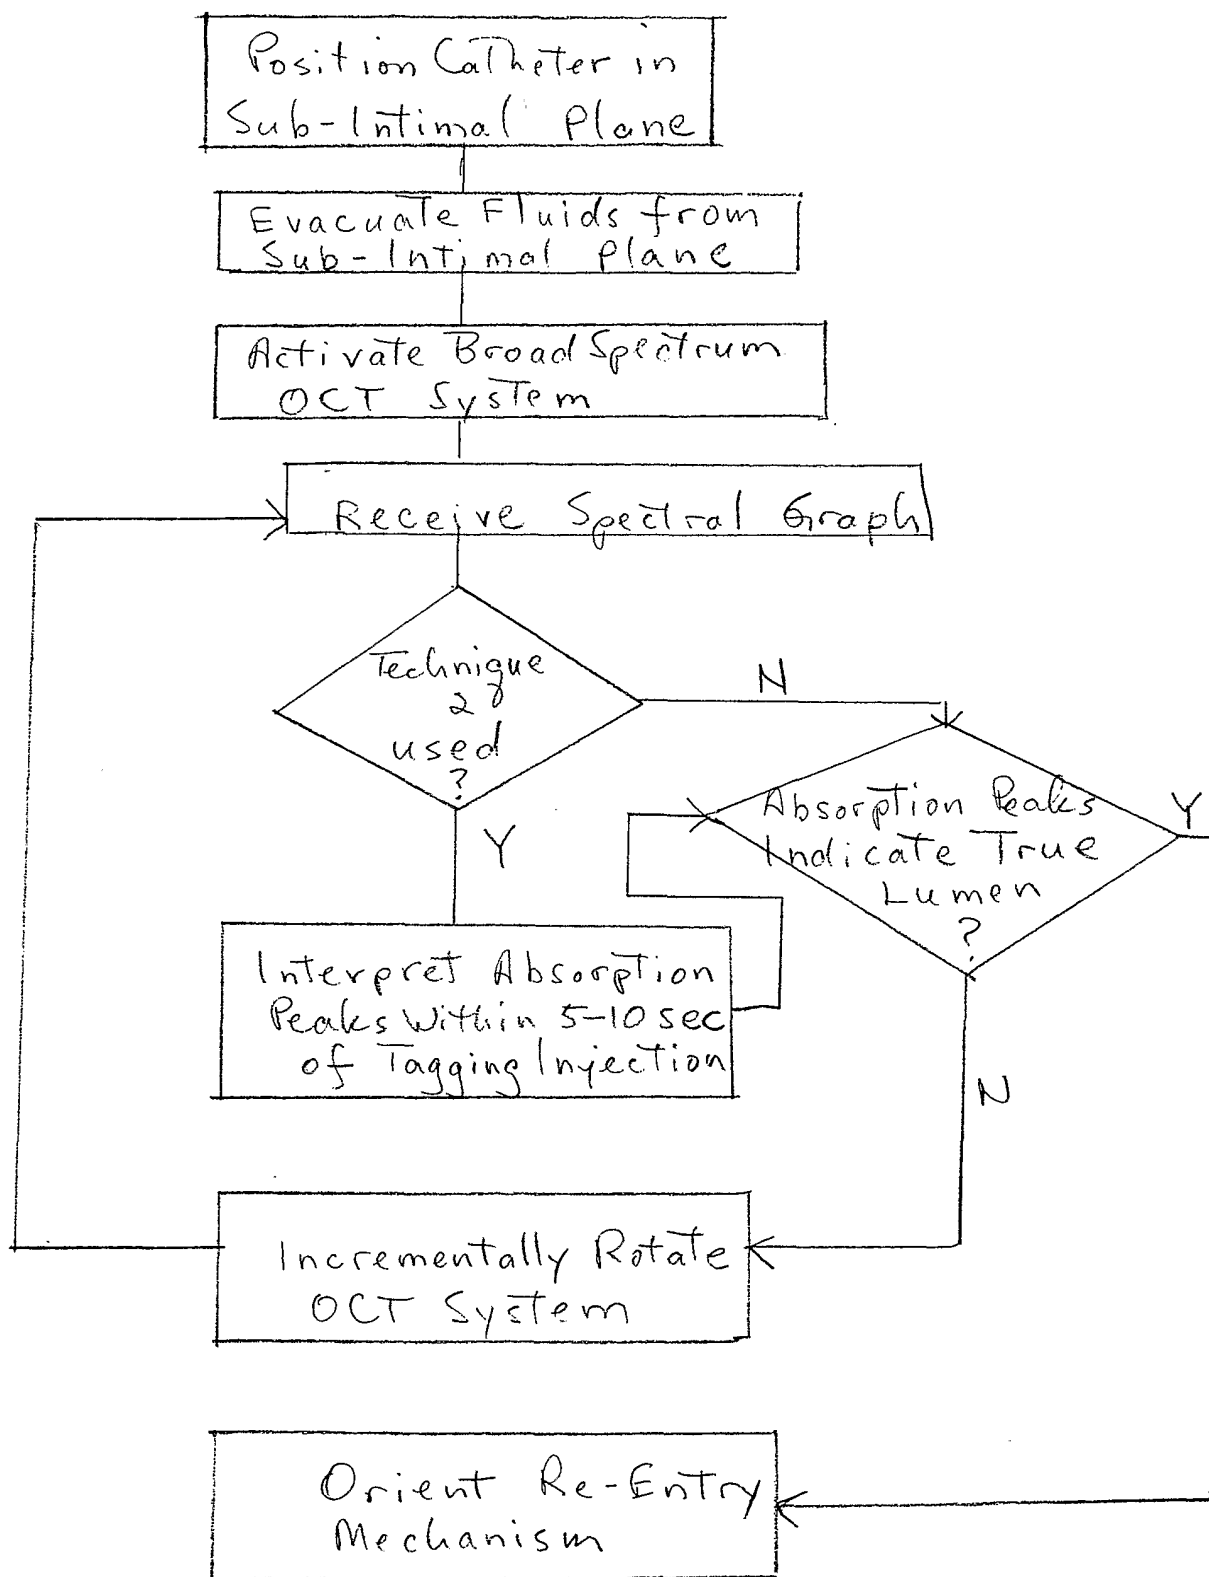 Position Catheter in
Sub-Intimal Plane
Evacuate Fluids from
Sub-Intimal Plane
Activate Broad Spectrum
OCT System
Receive Spectral Graph
Technique
2
used
?
N
Y
Absorption Peaks
Indicate True
Lumen
?
Y
N
Interpret Absorption
Peaks Within 5-10 sec
of Tagging Injection
Incrementally Rotate
OCT System
Orient Re-Entry
Mechanism